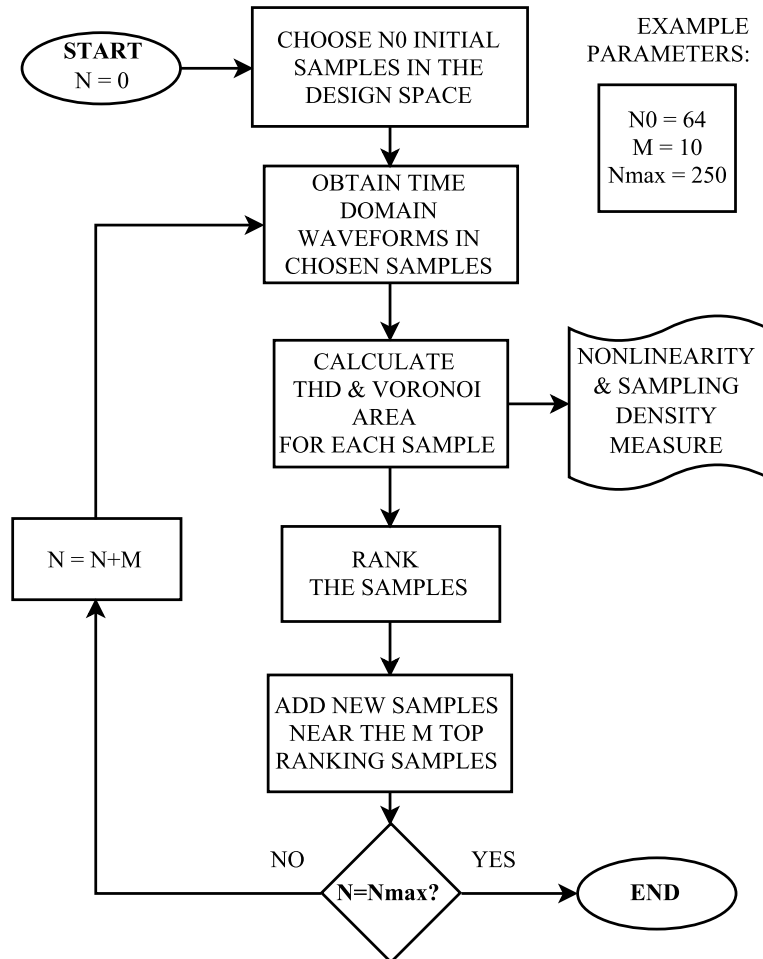 START
N = 0
CHOOSE N0 INITIAL
SAMPLES IN THE
DESIGN SPACE
EXAMPLE
PARAMETERS:
N0 = 64
M = 10
Nmax = 250
OBTAIN TIME
DOMAIN
WAVEFORMS IN
CHOSEN SAMPLES
CALCULATE
THD & VORONOI
AREA
FOR EACH SAMPLE
NONLINEARITY
& SAMPLING
DENSITY
MEASURE
N = N+M
RANK
THE SAMPLES
ADD NEW SAMPLES
NEAR THE M TOP
RANKING SAMPLES
NO
YES
N=Nmax?
END